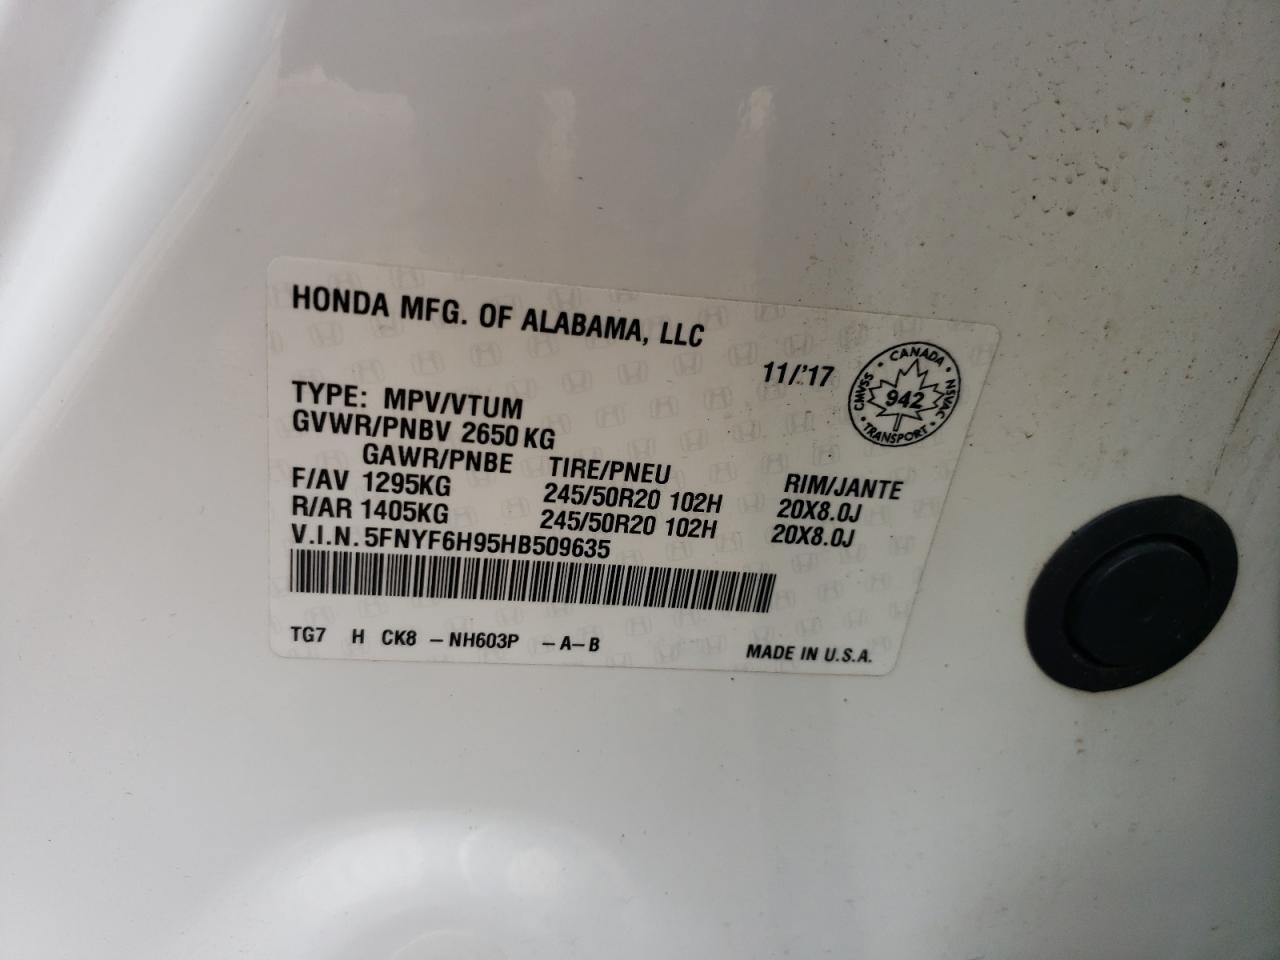 HONDA MFG. OF ALABAMA, LLC
11/'17
CANADA
CMVSS 942 NSVAC
TRANSPORT
TYPE: MPV/VTUM
GVWR/PNBV 2650 KG
GAWR/PNBE TIRE/PNEU RIM/JANTE
F/AV 1295KG 245/50R20 102H 20X8.0J
R/AR 1405KG 245/50R20 102H 20X8.0J
V.I.N. 5FNYF6H95HB509635
TG7 H CK8 – NH603P – A – B MADE IN U.S.A.